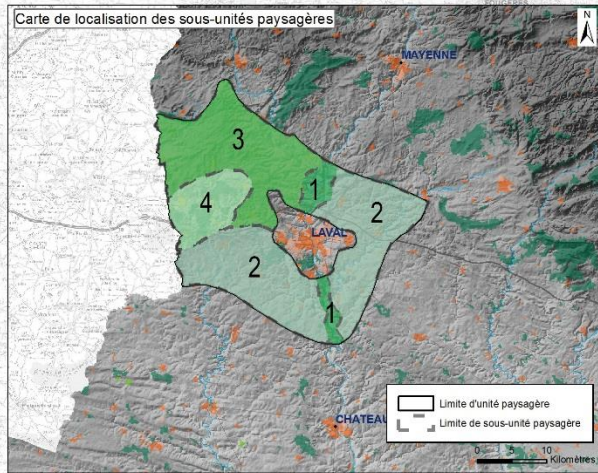 Carte de localisation des sous-unités paysagères
FOUGERES
N
MAYENNE
3
1
4
2
LAVAL
2
1
Limite d'unité paysagère
CHATEAU
Limite de sous-unité paysagère
0 5 10
Kilomètres